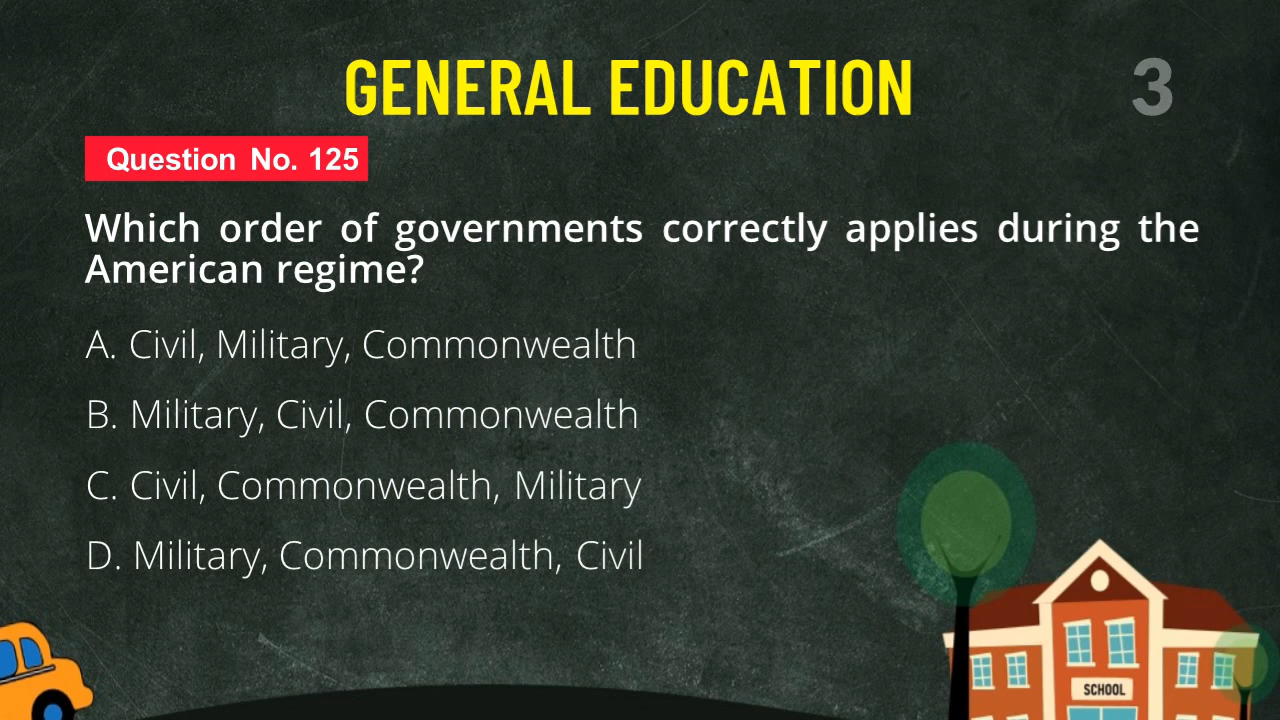 GENERAL EDUCATION
3
Question No. 125
Which order of governments correctly applies during the
American regime?
A. Civil, Military, Commonwealth
B. Military, Civil, Commonwealth
C. Civil, Commonwealth, Military
D. Military, Commonwealth, Civil
SCHOOL